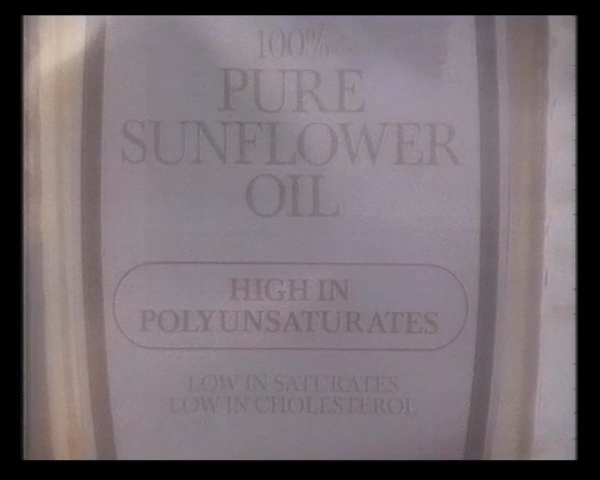 100%
PURE
SUNFLOWER
OIL
HIGH IN
POLYUNSATURATES
LOW IN SATURATES
LOW IN CHOLESTEROL